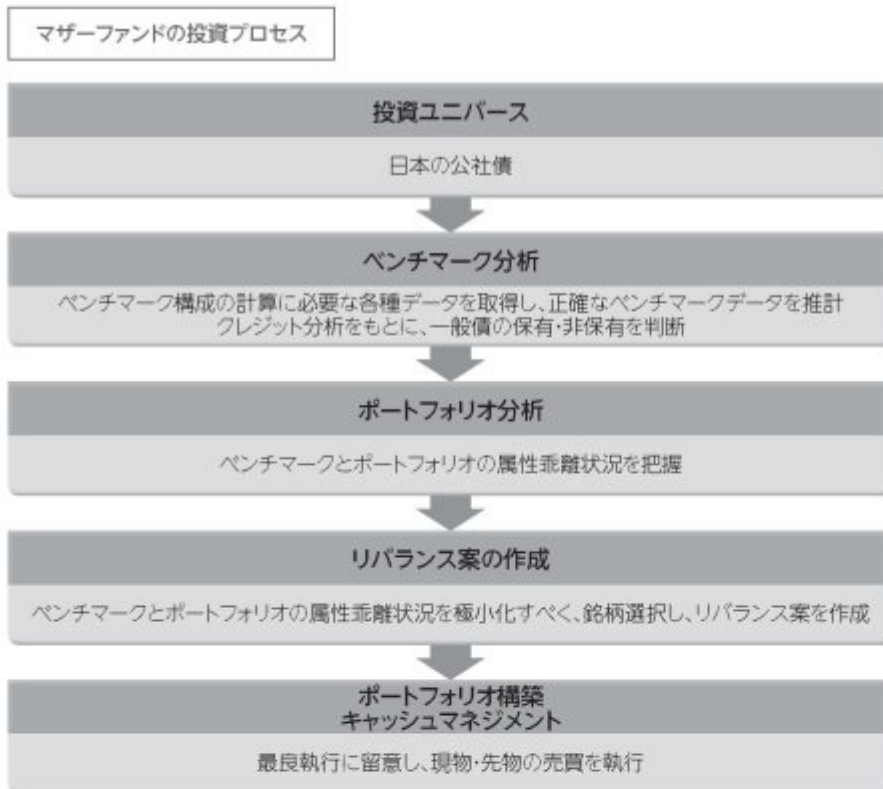 マザーファンドの投資プロセス
投資ユニバース
日本の公社債
ベンチマーク分析
ベンチマーク構成の計算に必要な各種データを取得し、正確なベンチマークデータを推計
クレジット分析をもとに、一般債の保有・非保有を判断
ポートフォリオ分析
ベンチマークとポートフォリオの属性乖離状況を把握
リバランス案の作成
ベンチマークとポートフォリオの属性乖離状況を極小化すべく、銘柄選択し、リバランス案を作成
ポートフォリオ構築
キャッシュマネジメント
最良執行に留意し、現物・先物の売買を執行